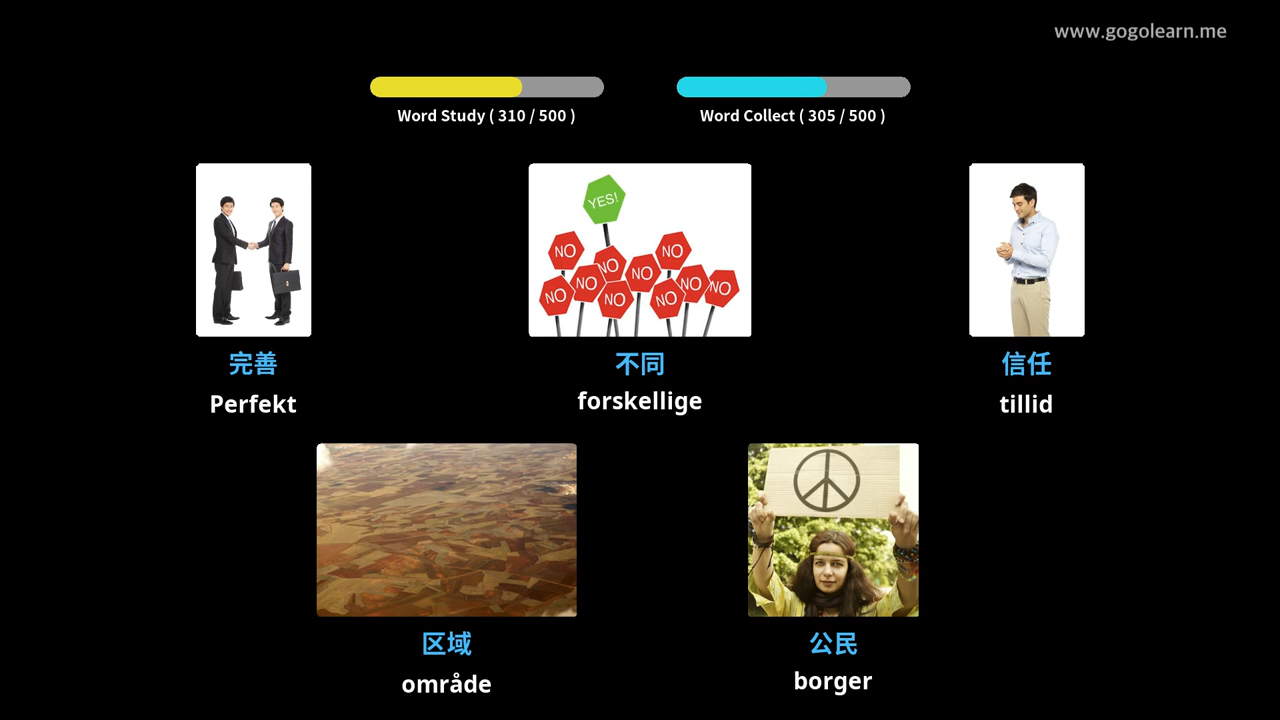 www.gogolearn.me
Word Study ( 310 / 500 )
Word Collect ( 305 / 500 )
YES!
NO
NO
NO
NO
NO
NO
NO
NO
NO
NO
完善
Perfekt
不同
forskellige
信任
tillid
区域
område
公民
borger